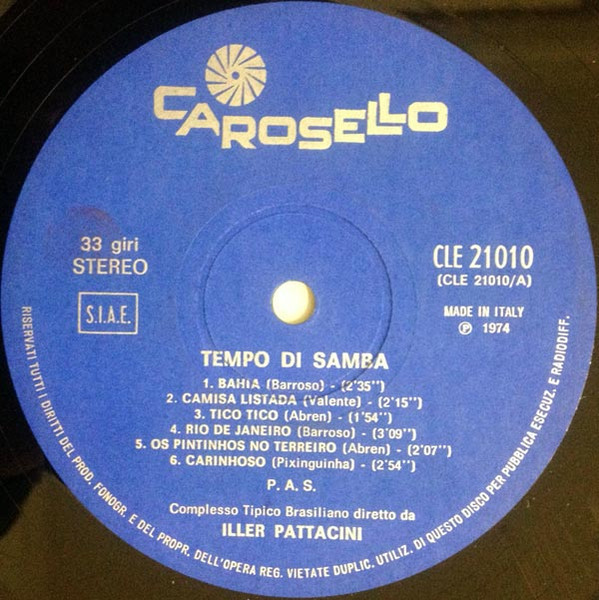 CAROSELLO
33 giri
STEREO
S.I.A.E.
CLE 21010
(CLE 21010/A)
MADE IN ITALY
℗ 1974
TEMPO DI SAMBA
1. BAHIA (Barroso) - (2'35'')
2. CAMISA LISTADA (Valente) - (2'15'')
3. TICO TICO (Abren) - (1'54'')
4. RIO DE JANEIRO (Barroso) - (3'09'')
5. OS PINTINHOS NO TERREIRO (Abren) - (2'07'')
6. CARINHOSO (Pixinguinha) - (2'54'')
P. A. S.
Complesso Tipico Brasiliano diretto da
ILLER PATTACINI
RISERVATI TUTTI I DIRITTI DEL PROD. FONOGR. E DEL PROPR. DELL'OPERA REG. VIETATE DUPLIC. UTILIZ. DI QUESTO DISCO PER PUBBLICA ESECUZ. E RADIODIFF.